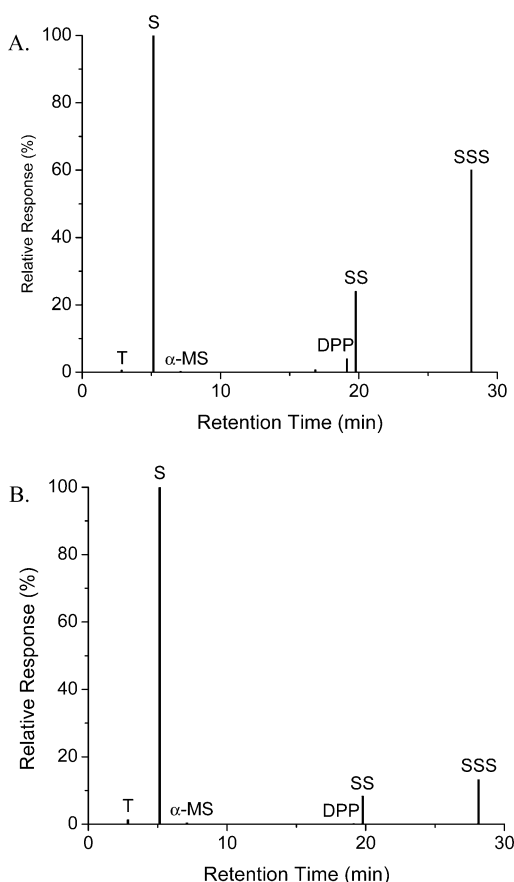 A.
Relative Response (%)
100
80
60
40
20
0
S
SSS
SS
DPP
T
α-MS
0 10 20 30
Retention Time (min)
B.
Relative Response (%)
100
80
60
40
20
0
S
SSS
SS
DPP
T
α-MS
0 10 20 30
Retention Time (min)